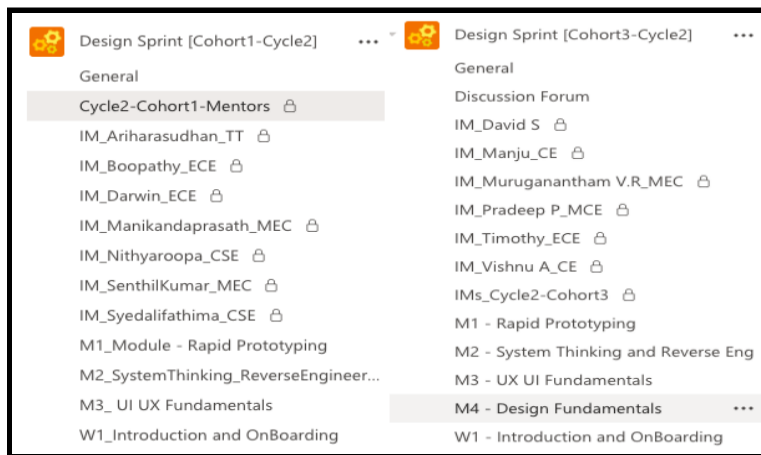 Design Sprint [Cohort1-Cycle2] ...
General
Cycle2-Cohort1-Mentors
IM_Ariharasudhan_TT
IM_Boopathy_ECE
IM_Darwin_ECE
IM_Manikandaprasath_MEC
IM_Nithyaroopa_CSE
IM_SenthilKumar_MEC
IM_Syedalifathima_CSE
M1_Module - Rapid Prototyping
M2_SystemThinking_ReverseEngineer...
M3_ UI UX Fundamentals
W1_Introduction and OnBoarding
Design Sprint [Cohort3-Cycle2] ...
General
Discussion Forum
IM_David S
IM_Manju_CE
IM_Muruganantham V.R_MEC
IM_Pradeep P_MCE
IM_Timothy_ECE
IM_Vishnu A_CE
IMs_Cycle2-Cohort3
M1 - Rapid Prototyping
M2 - System Thinking and Reverse Eng
M3 - UX UI Fundamentals
M4 - Design Fundamentals ...
W1 - Introduction and OnBoarding